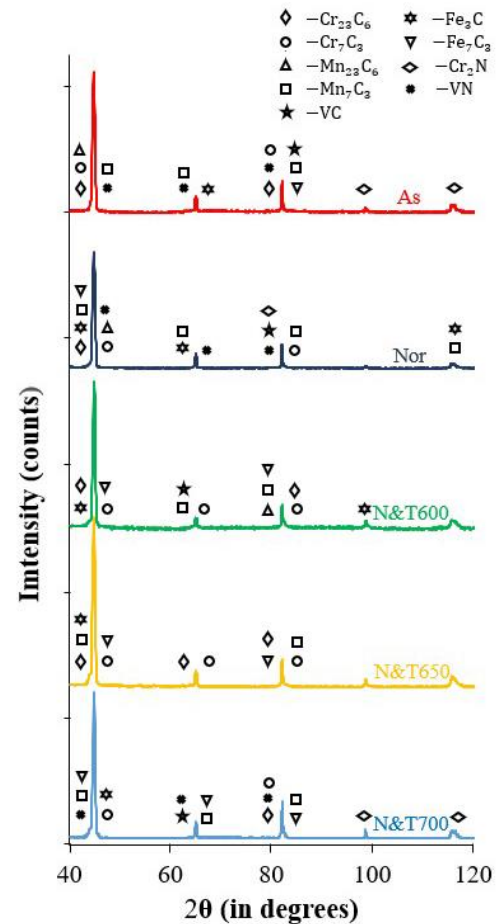 –Cr₂₃C₆ –Fe₃C
–Cr₇C₃ –Fe₇C₃
–Mn₂₃C₆ –Cr₂N
–Mn₇C₃ –VN
–VC
As
Nor
N&T600
N&T650
N&T700
Imtensity (counts)
40 60 80 100 120
2θ (in degrees)